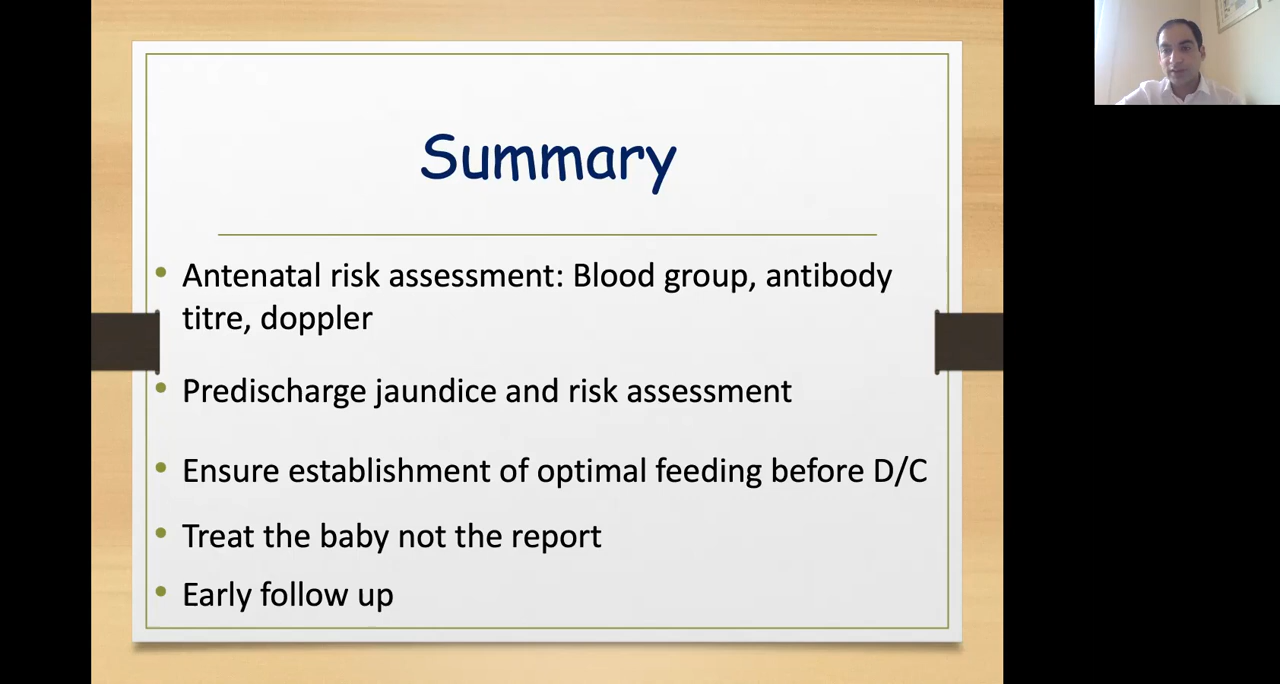 Summary
• Antenatal risk assessment: Blood group, antibody
titre, doppler
• Predischarge jaundice and risk assessment
• Ensure establishment of optimal feeding before D/C
• Treat the baby not the report
• Early follow up